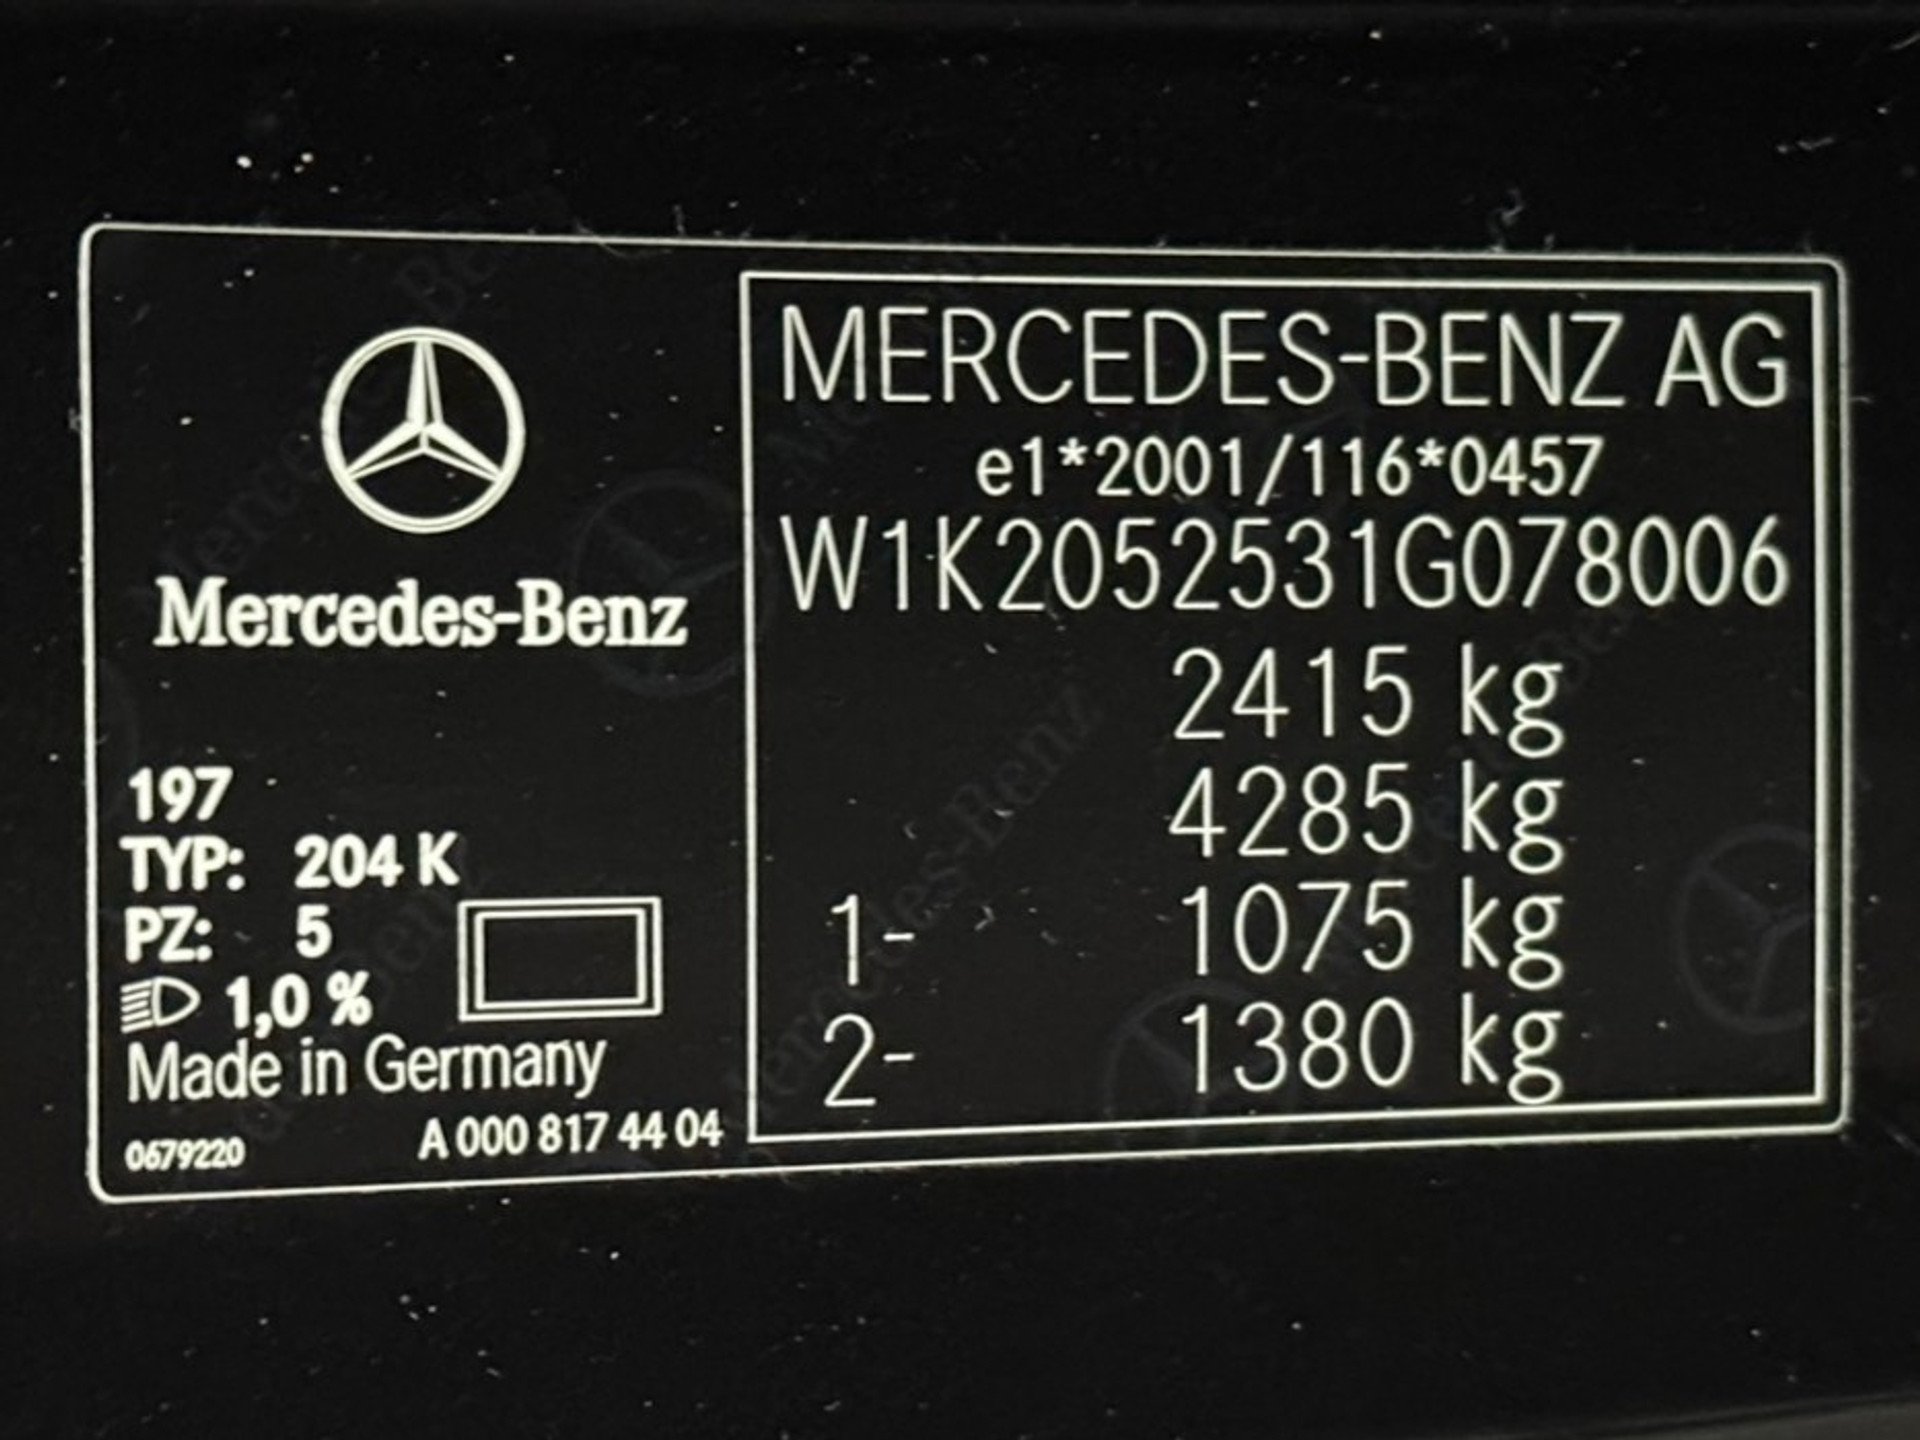 Mercedes-Benz
197
TYP: 204 K
PZ: 5
1,0 %
Made in Germany
0679220 A 000 817 44 04
MERCEDES-BENZ AG
e1*2001/116*0457
W1K2052531G078006
2415 kg
4285 kg
1- 1075 kg
2- 1380 kg